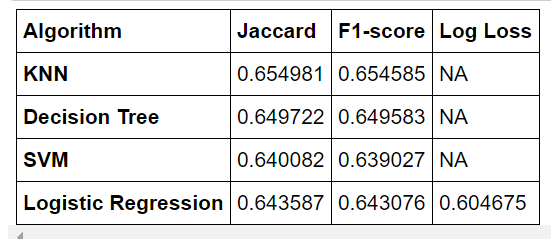 Algorithm Jaccard F1-score Log Loss
KNN 0.654981 0.654585 NA
Decision Tree 0.649722 0.649583 NA
SVM 0.640082 0.639027 NA
Logistic Regression 0.643587 0.643076 0.604675